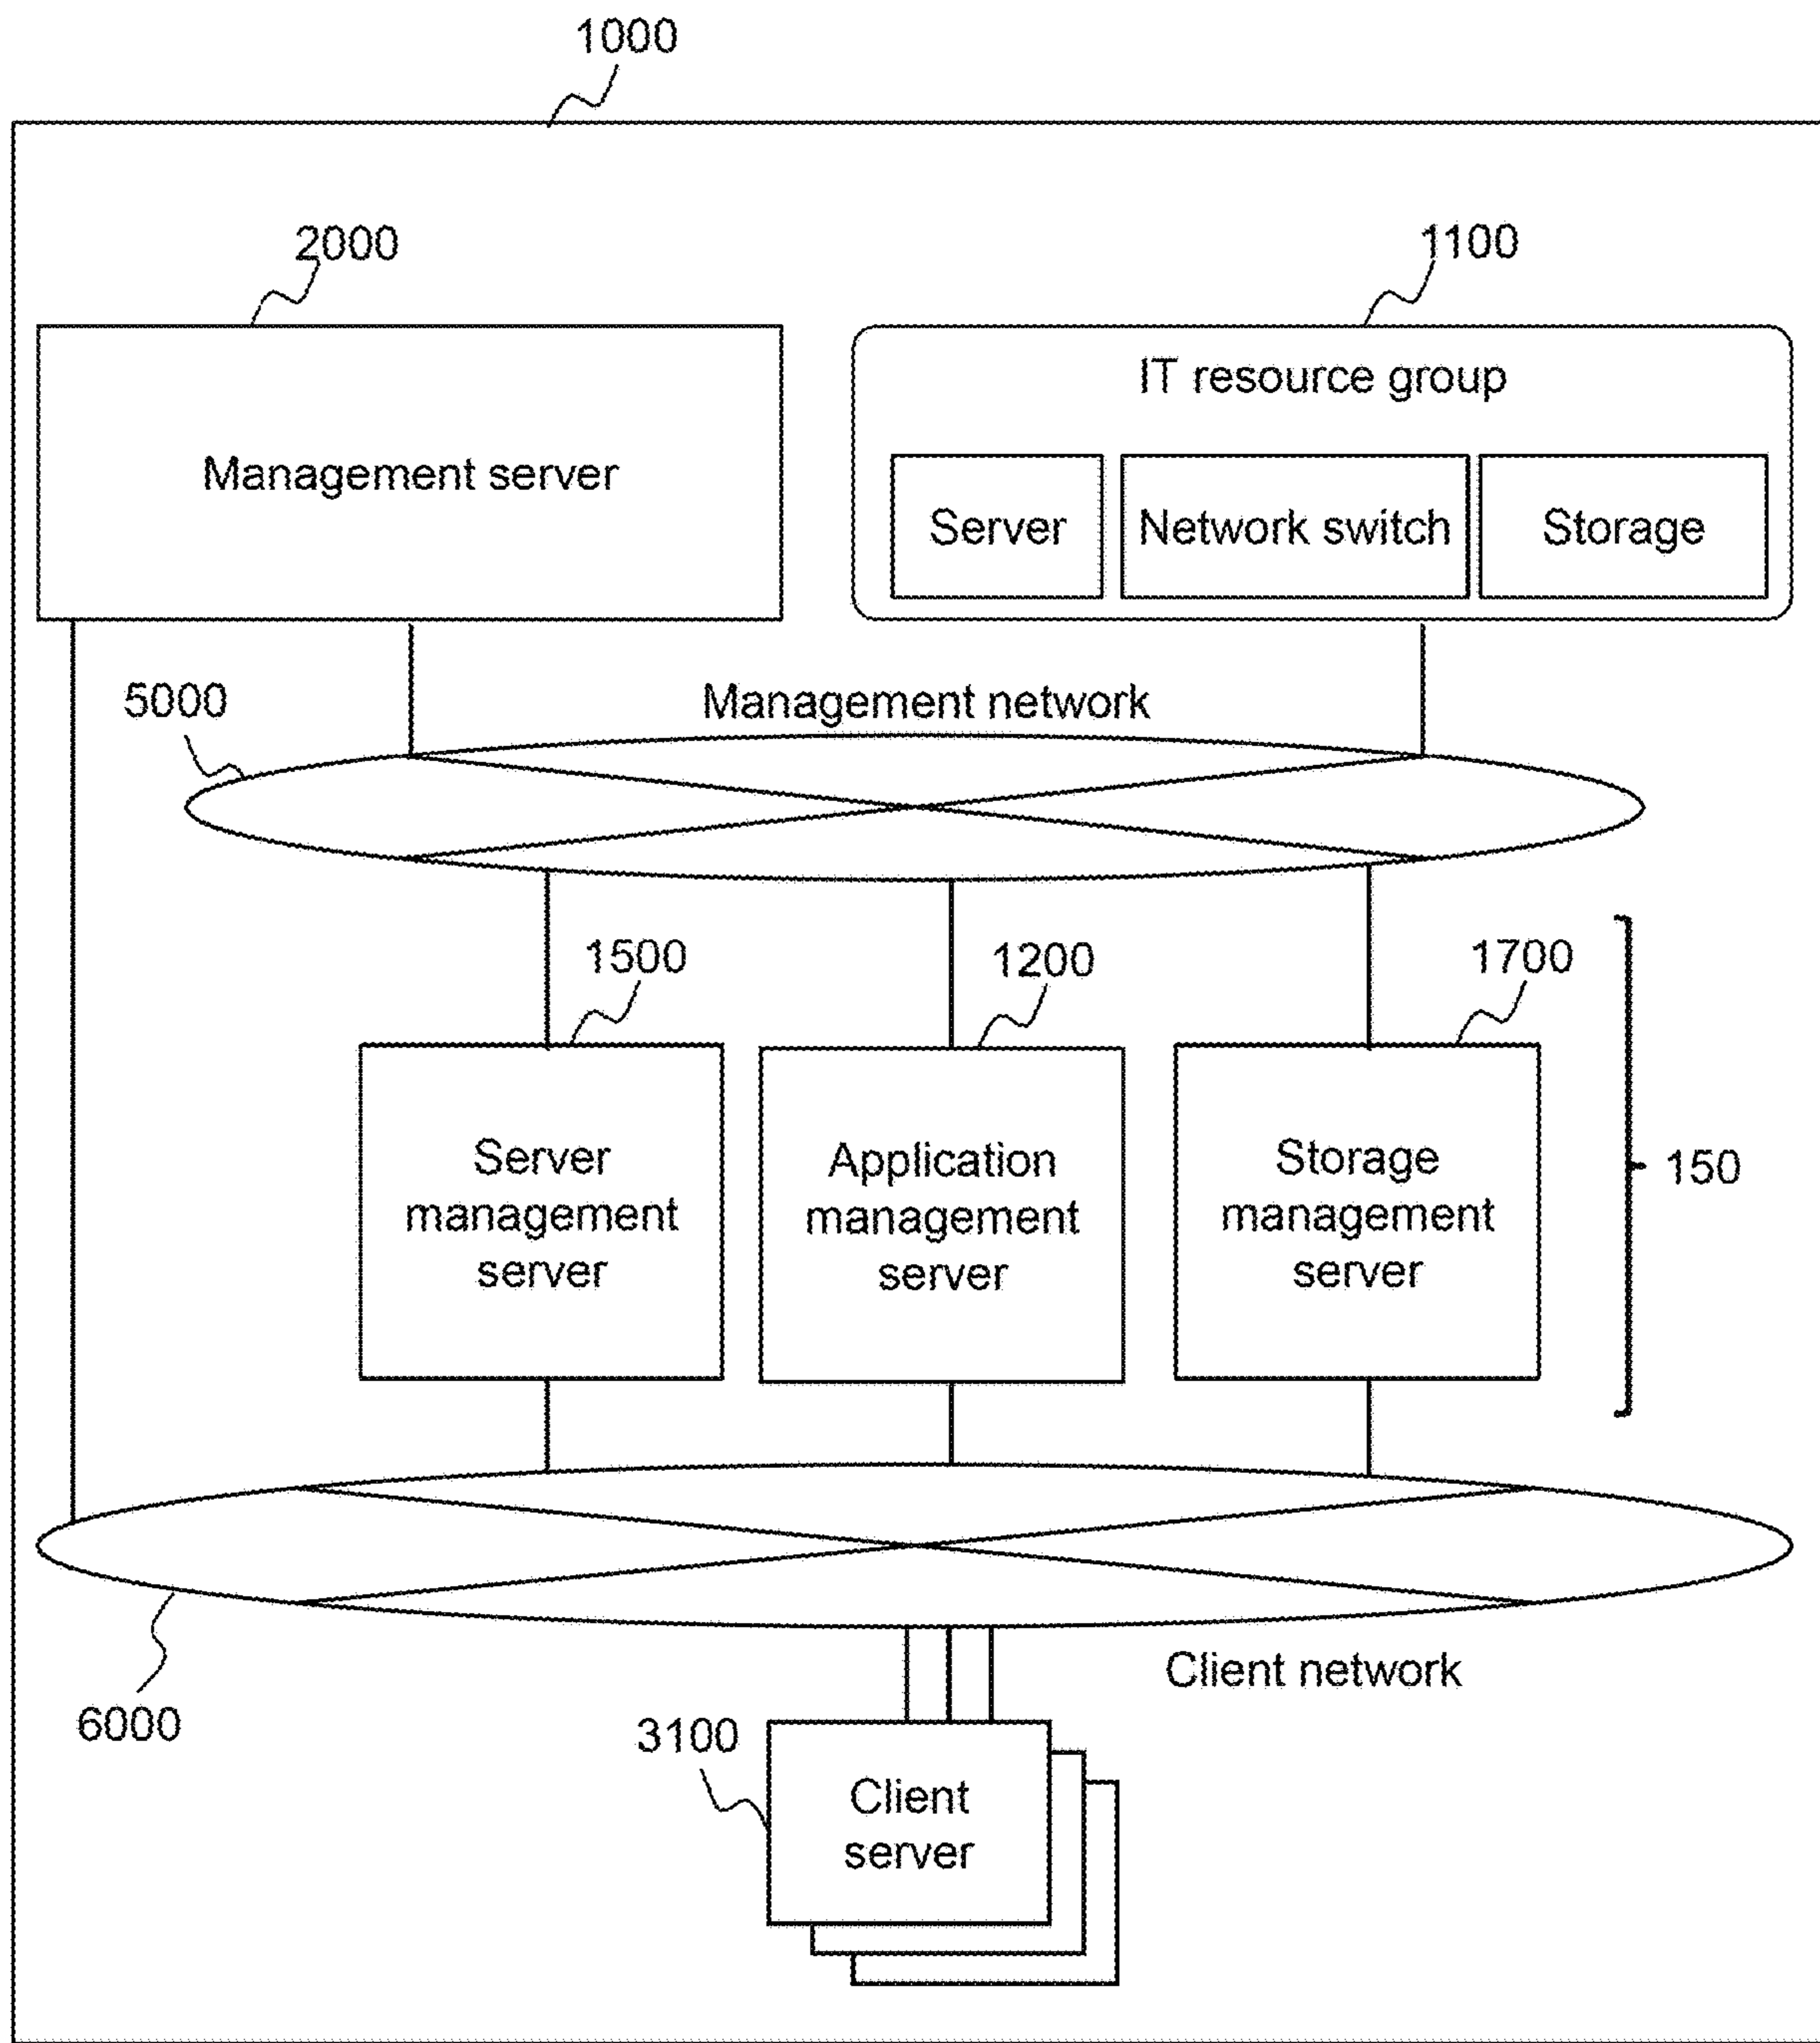 1000
2000
1100
Management server
IT resource group
Server
Network switch
Storage
5000
Management network
1500
1200
1700
Server
management
server
Application
management
server
Storage
management
server
150
6000
Client network
3100
Client
server